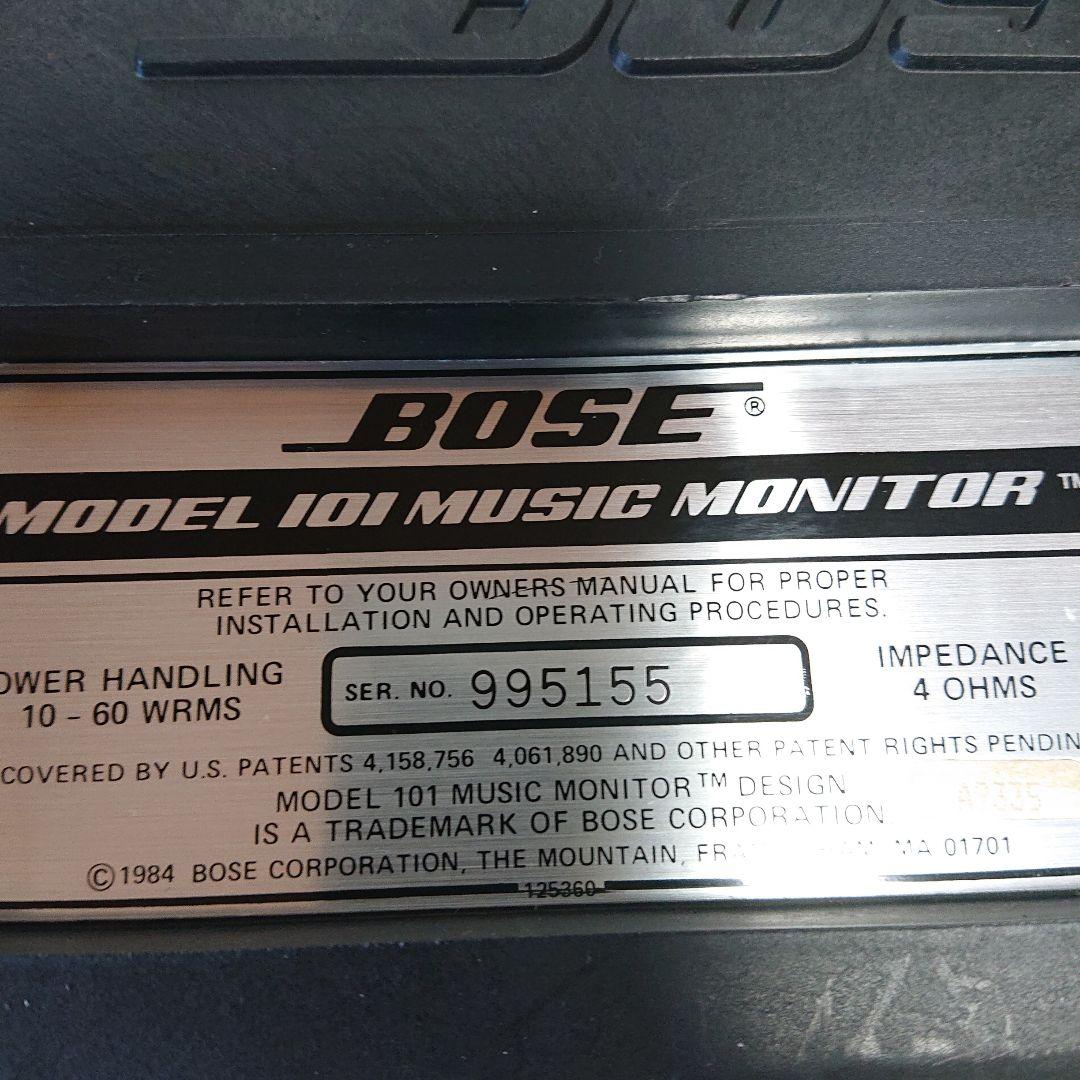 BOSE®
MODEL 101 MUSIC MONITOR™
REFER TO YOUR OWNERS MANUAL FOR PROPER
INSTALLATION AND OPERATING PROCEDURES.
OWER HANDLING
10 - 60 WRMS
SER. NO. 995155
IMPEDANCE
4 OHMS
COVERED BY U.S. PATENTS 4,158,756 4,061,890 AND OTHER PATENT RIGHTS PENDIN
MODEL 101 MUSIC MONITOR™ DESIGN
IS A TRADEMARK OF BOSE CORPORATION
©1984 BOSE CORPORATION, THE MOUNTAIN, MA 01701
125360